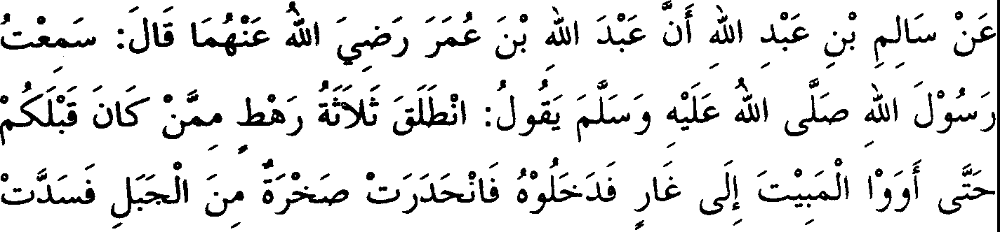 عَنْ سَالِمِ بْنِ عَبْدِ اللهِ أَنَّ عَبْدَ اللهِ بْنَ عُمَرَ رَضِيَ اللهُ عَنْهُمَا قَالَ: سَمِعْتُ
رَسُوْلَ اللهِ صَلَّى اللهُ عَلَيْهِ وَسَلَّمَ يَقُولُ: انْطَلَقَ ثَلاَثَةُ رَهْطٍ مِمَّنْ كَانَ قَبْلَكُمْ
حَتَّى أَوَوْا الْمَبِيْتَ إِلَى غَارٍ فَدَخَلُوْهُ فَانْحَدَرَتْ صَخْرَةٌ مِنَ الْجَبَلِ فَسَدَّتْ